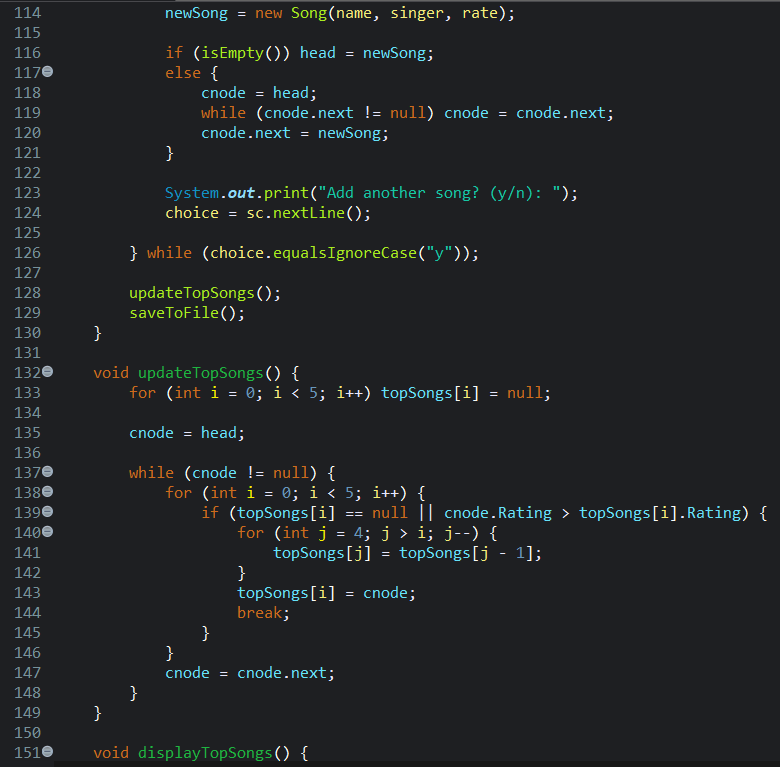 114             newSong = new Song(name, singer, rate);
115
116             if (isEmpty()) head = newSong;
117             else {
118                 cnode = head;
119                 while (cnode.next != null) cnode = cnode.next;
120                 cnode.next = newSong;
121             }
122
123             System.out.print("Add another song? (y/n): ");
124             choice = sc.nextLine();
125
126         } while (choice.equalsIgnoreCase("y"));
127
128         updateTopSongs();
129         saveToFile();
130     }
131
132     void updateTopSongs() {
133         for (int i = 0; i < 5; i++) topSongs[i] = null;
134
135         cnode = head;
136
137         while (cnode != null) {
138             for (int i = 0; i < 5; i++) {
139                 if (topSongs[i] == null || cnode.Rating > topSongs[i].Rating) {
140                     for (int j = 4; j > i; j--) {
141                         topSongs[j] = topSongs[j - 1];
142                     }
143                     topSongs[i] = cnode;
144                     break;
145                 }
146             }
147             cnode = cnode.next;
148         }
149     }
150
151     void displayTopSongs() {